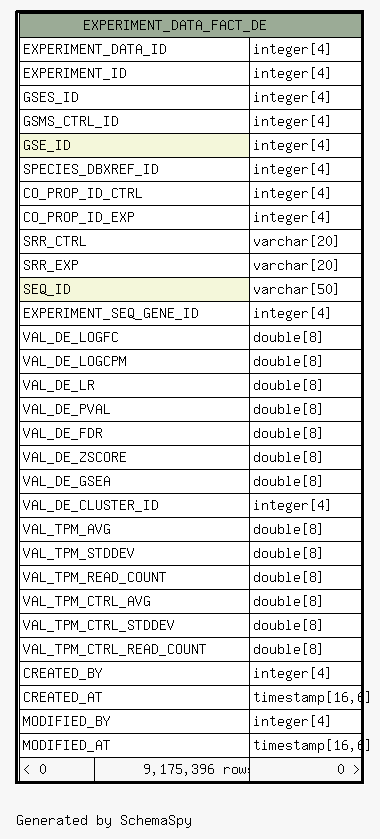 EXPERIMENT_DATA_FACT_DE
EXPERIMENT_DATA_ID integer[4]
EXPERIMENT_ID integer[4]
GSES_ID integer[4]
GSMS_CTRL_ID integer[4]
GSE_ID integer[4]
SPECIES_DBXREF_ID integer[4]
CO_PROP_ID_CTRL integer[4]
CO_PROP_ID_EXP integer[4]
SRR_CTRL varchar[20]
SRR_EXP varchar[20]
SEQ_ID varchar[50]
EXPERIMENT_SEQ_GENE_ID integer[4]
VAL_DE_LOGFC double[8]
VAL_DE_LOGCPM double[8]
VAL_DE_LR double[8]
VAL_DE_PVAL double[8]
VAL_DE_FDR double[8]
VAL_DE_ZSCORE double[8]
VAL_DE_GSEA double[8]
VAL_DE_CLUSTER_ID integer[4]
VAL_TPM_AVG double[8]
VAL_TPM_STDDEV double[8]
VAL_TPM_READ_COUNT double[8]
VAL_TPM_CTRL_AVG double[8]
VAL_TPM_CTRL_STDDEV double[8]
VAL_TPM_CTRL_READ_COUNT double[8]
CREATED_BY integer[4]
CREATED_AT timestamp[16,6]
MODIFIED_BY integer[4]
MODIFIED_AT timestamp[16,6]
< 0 9,175,396 rows 0 >
Generated by SchemaSpy